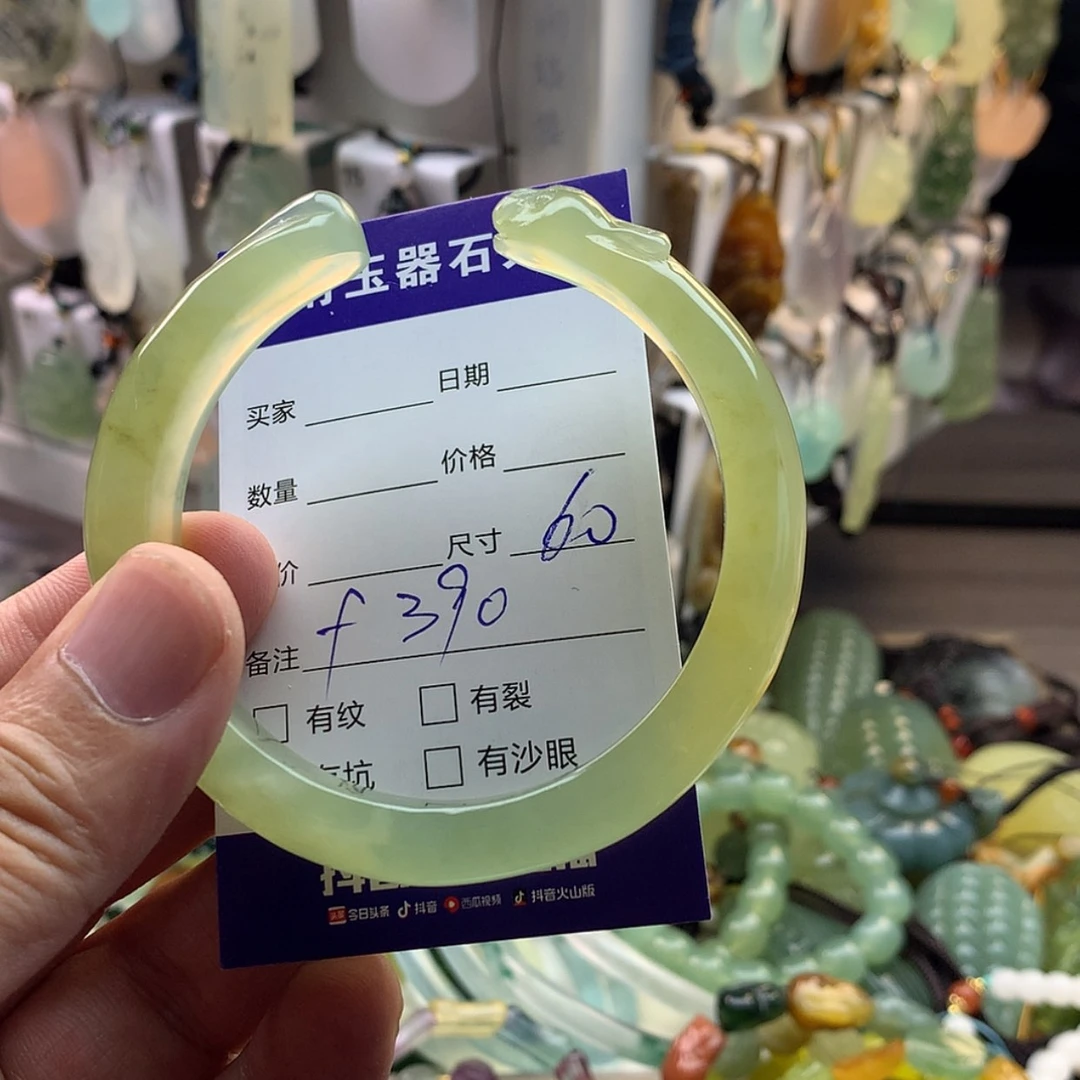 玉器石
日期
买家
价格
数量
尺寸 60
价
f 390
备注
有纹
有裂
坑
有沙眼
今日头条 抖音 西瓜视频 抖音火山版